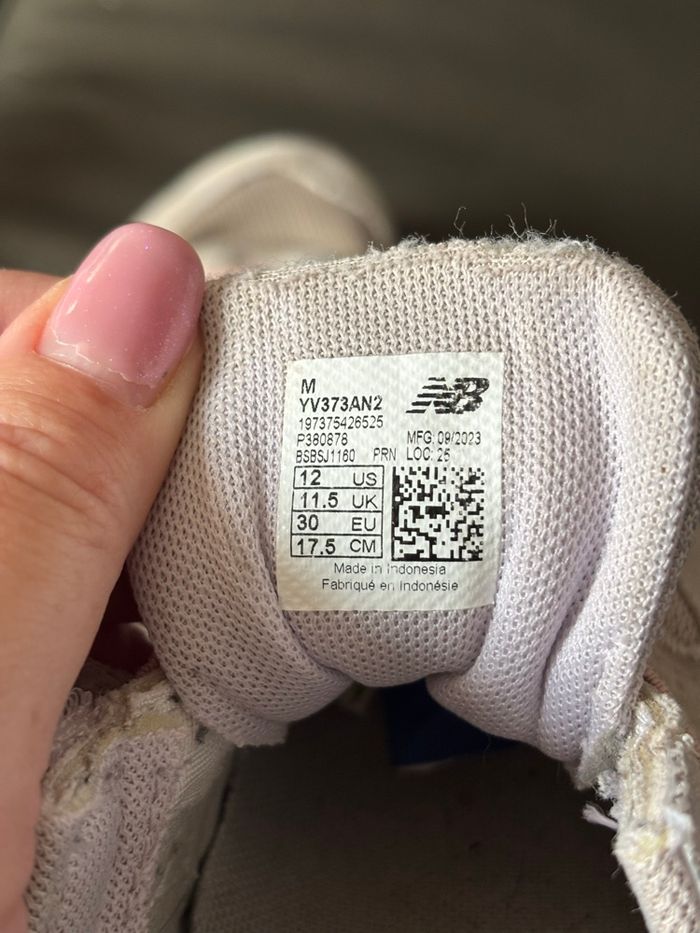 M
YV373AN2
NB
197375426525
P380878 MFG: 09/2023
BSBSJ1160 PRN LOC: 25
12 US
11.5 UK
30 EU
17.5 CM
Made in Indonesia
Fabriqué en Indonésie